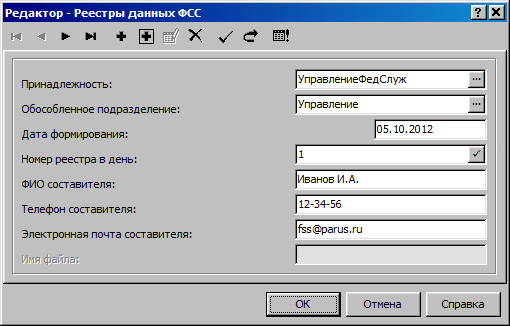 Редактор - Реестры данных ФСС
Принадлежность: УправлениеФедСлуж
Обособленное подразделение: Управление
Дата формирования: 05.10.2012
Номер реестра в день: 1
ФИО составителя: Иванов И.А.
Телефон составителя: 12-34-56
Электронная почта составителя: fss@parus.ru
Имя файла:
ОК Отмена Справка